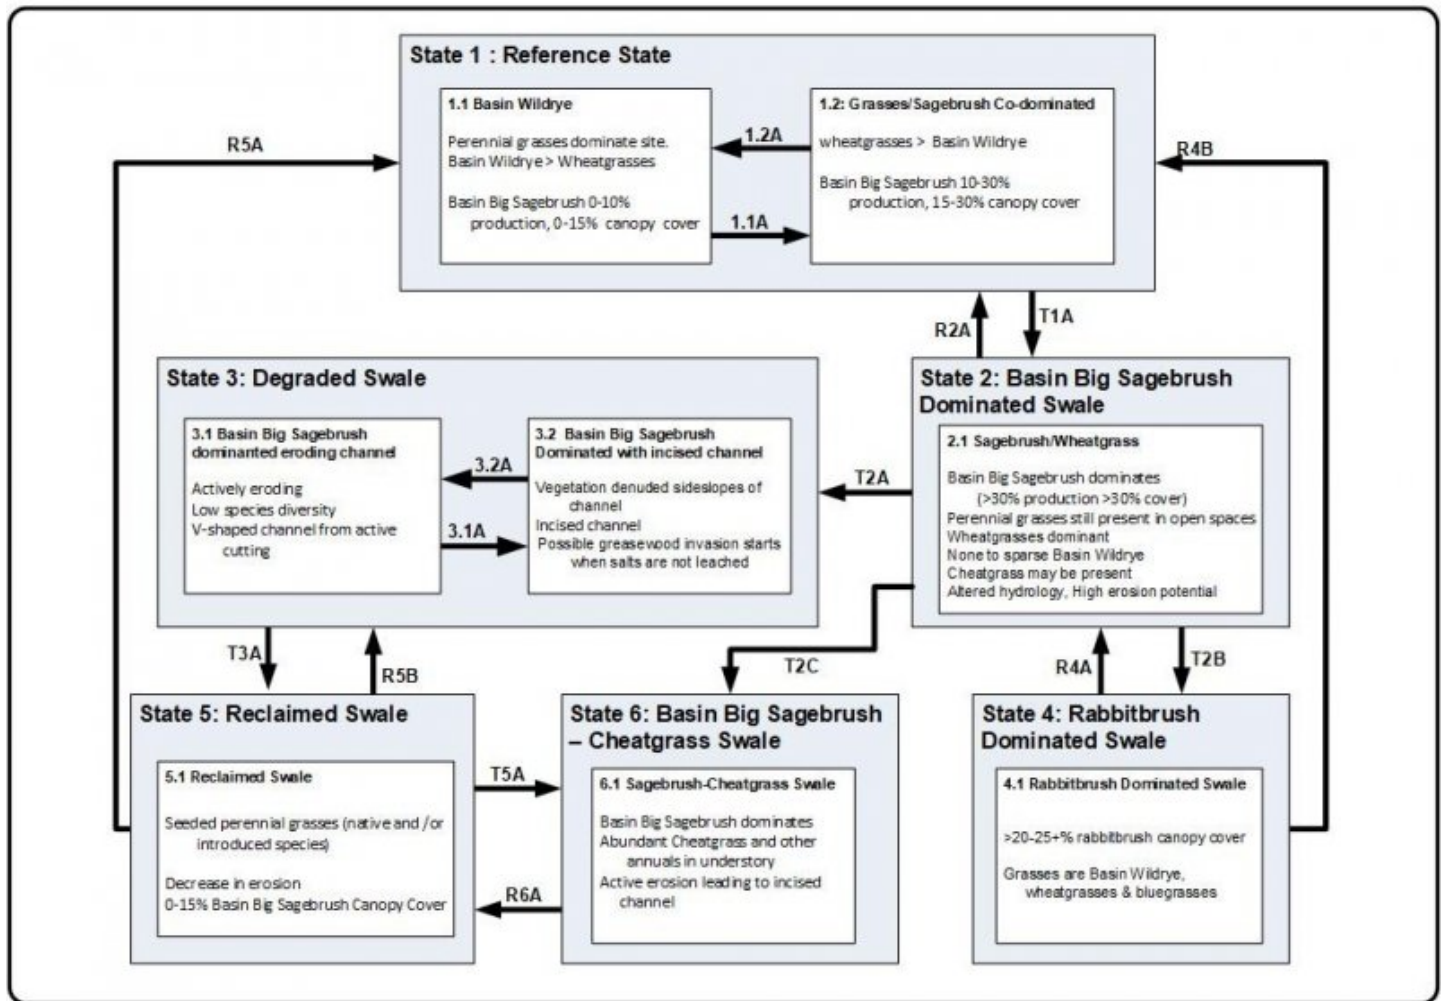 State 1 : Reference State
1.1 Basin Wildrye
Perennial grasses dominate site.
Basin Wildrye > Wheatgrasses
Basin Big Sagebrush 0-10%
production, 0-15% canopy cover
1.2A
1.1A
1.2: Grasses/Sagebrush Co-dominated
wheatgrasses > Basin Wildrye
Basin Big Sagebrush 10-30%
production, 15-30% canopy cover
R5A
R4B
R2A
T1A
State 3: Degraded Swale
3.1 Basin Big Sagebrush
dominanted eroding channel
Actively eroding
Low species diversity
V-shaped channel from active
cutting
3.2A
3.1A
3.2 Basin Big Sagebrush
Dominated with incised channel
Vegetation denuded sideslopes of
channel
Incised channel
Possible greasewood invasion starts
when salts are not leached
T2A
State 2: Basin Big Sagebrush
Dominated Swale
2.1 Sagebrush/Wheatgrass
Basin Big Sagebrush dominates
(>30% production >30% cover)
Perennial grasses still present in open spaces
Wheatgrasses dominant
None to sparse Basin Wildrye
Cheatgrass may be present
Altered hydrology, High erosion potential
T3A
R5B
T2C
R4A
T2B
State 5: Reclaimed Swale
5.1 Reclaimed Swale
Seeded perennial grasses (native and /or
introduced species)
Decrease in erosion
0-15% Basin Big Sagebrush Canopy Cover
T5A
R6A
State 6: Basin Big Sagebrush
– Cheatgrass Swale
6.1 Sagebrush-Cheatgrass Swale
Basin Big Sagebrush dominates
Abundant Cheatgrass and other
annuals in understory
Active erosion leading to incised
channel
State 4: Rabbitbrush
Dominated Swale
4.1 Rabbitbrush Dominated Swale
>20-25+% rabbitbrush canopy cover
Grasses are Basin Wildrye,
wheatgrasses & bluegrasses